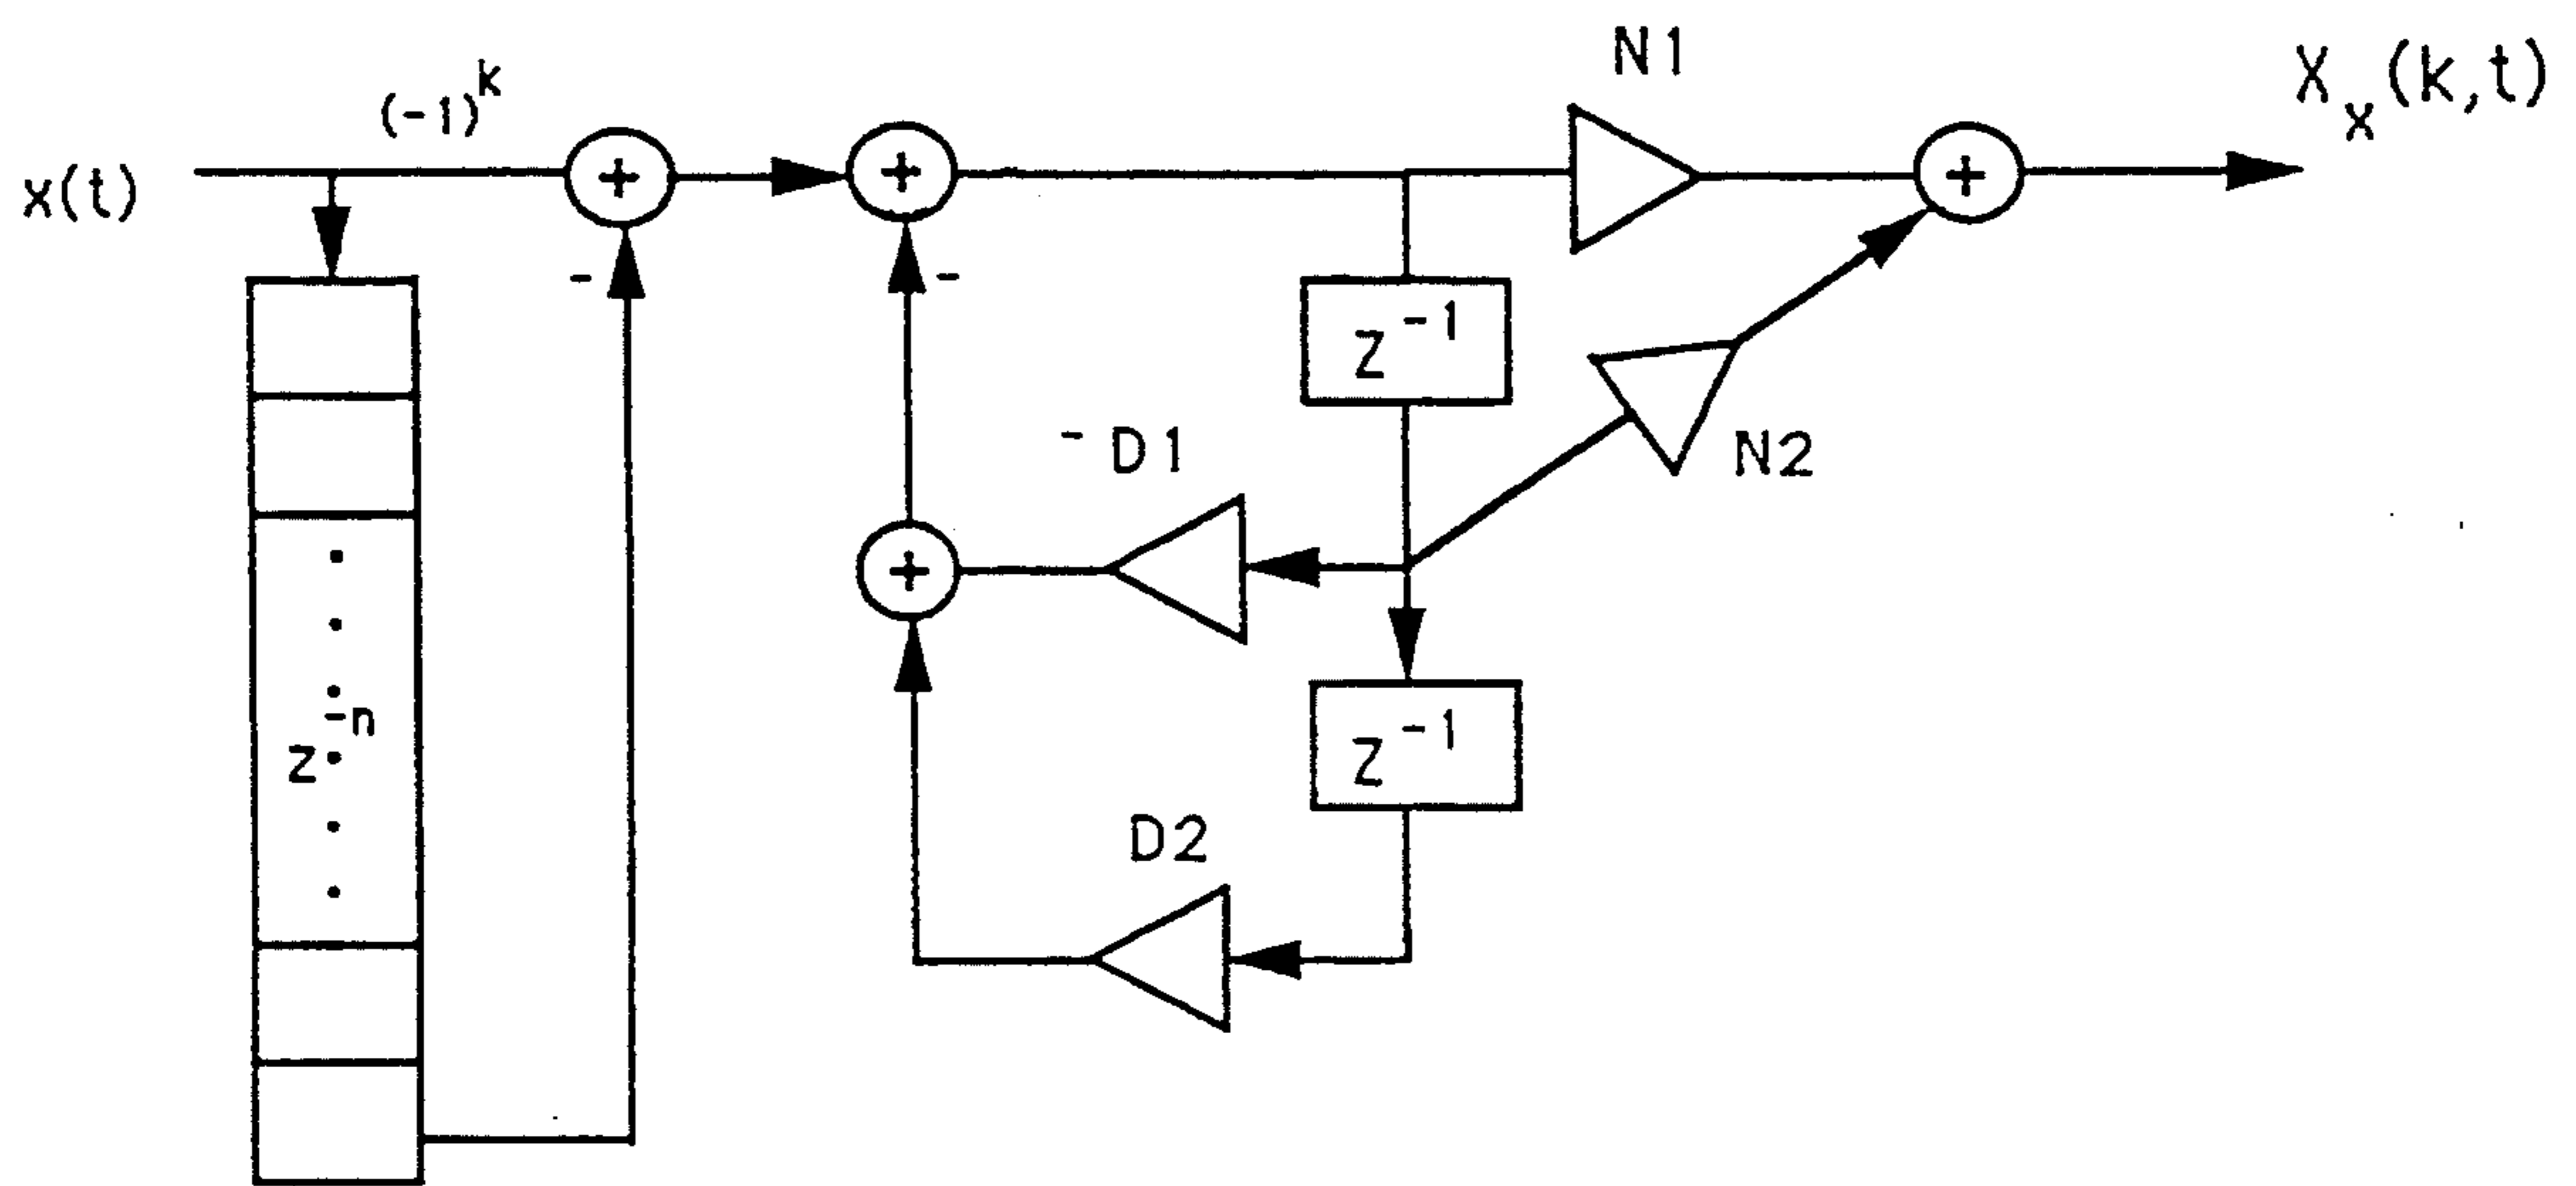 N1
X_x(k,t)
(-1)^k
x(t)
+
+
+
-
-
z^-1
- D1
N2
+
z^-n
z^-1
D2